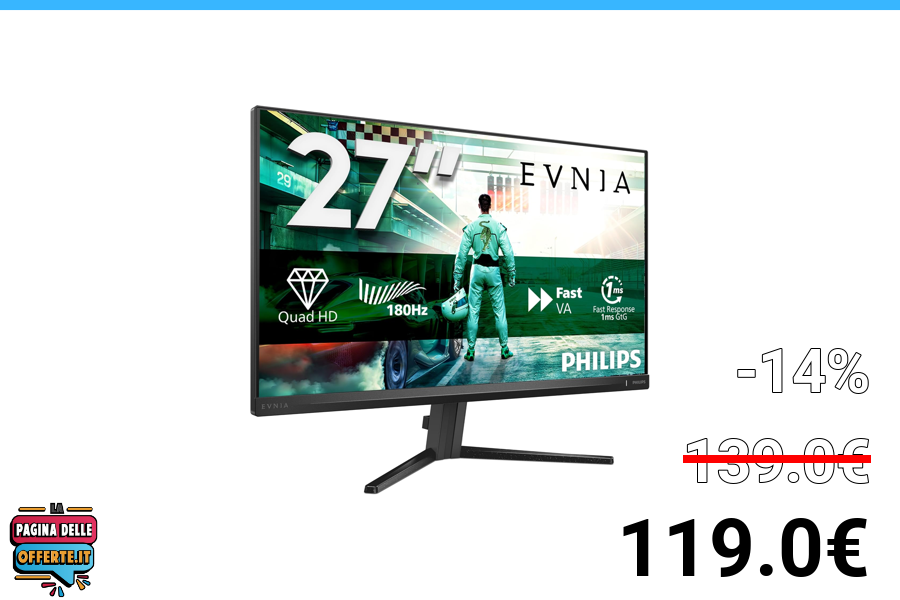 27"
EVNIA
29
Quad HD
180Hz
Fast
VA
1ms
Fast Response
1ms GtG
PHILIPS
EVNIA
PHILIPS
-14%
139.0€
119.0€
LA
PAGINA DELLE
OFFERTE.IT